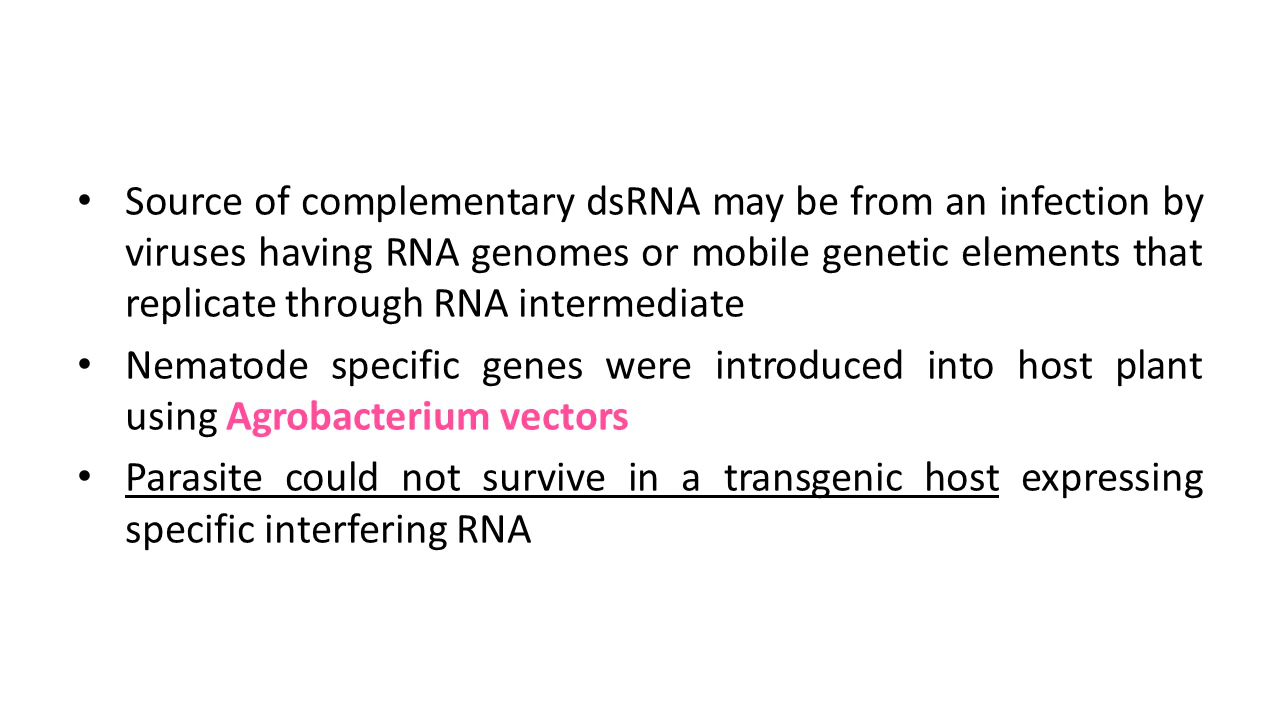 • Source of complementary dsRNA may be from an infection by
viruses having RNA genomes or mobile genetic elements that
replicate through RNA intermediate
• Nematode specific genes were introduced into host plant
using Agrobacterium vectors
• Parasite could not survive in a transgenic host expressing
specific interfering RNA